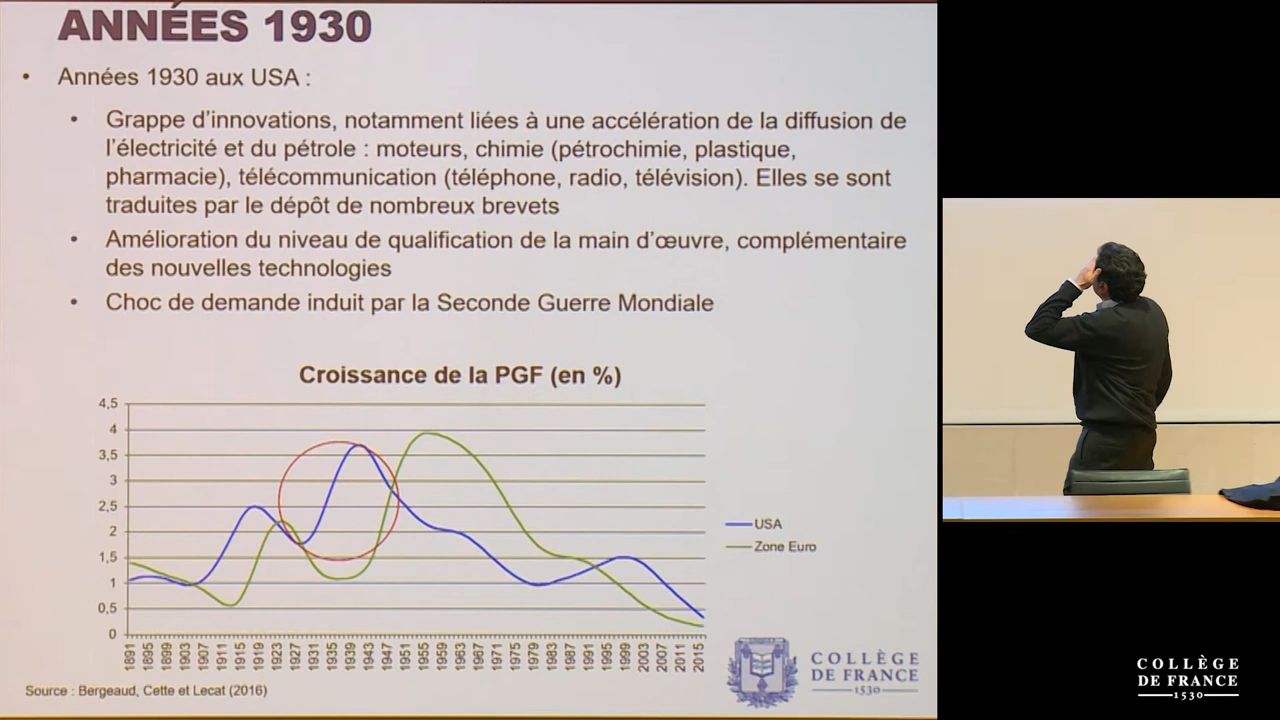 ANNÉES 1930
• Années 1930 aux USA :
• Grappe d'innovations, notamment liées à une accélération de la diffusion de
l'électricité et du pétrole : moteurs, chimie (pétrochimie, plastique,
pharmacie), télécommunication (téléphone, radio, télévision). Elles se sont
traduites par le dépôt de nombreux brevets
• Amélioration du niveau de qualification de la main d'œuvre, complémentaire
des nouvelles technologies
• Choc de demande induit par la Seconde Guerre Mondiale
Croissance de la PGF (en %)
4,5
4
3,5
3
2,5
2
1,5
1
0,5
0
USA
Zone Euro
1891 1895 1899 1903 1907 1911 1915 1919 1923 1927 1931 1935 1939 1943 1947 1951 1955 1959 1963 1967 1971 1975 1979 1983 1987 1991 1995 1999 2003 2007 2011 2015
Source : Bergeaud, Cette et Lecat (2016)
COLLÈGE
DE FRANCE
1530
COLLÈGE
DE FRANCE
1530